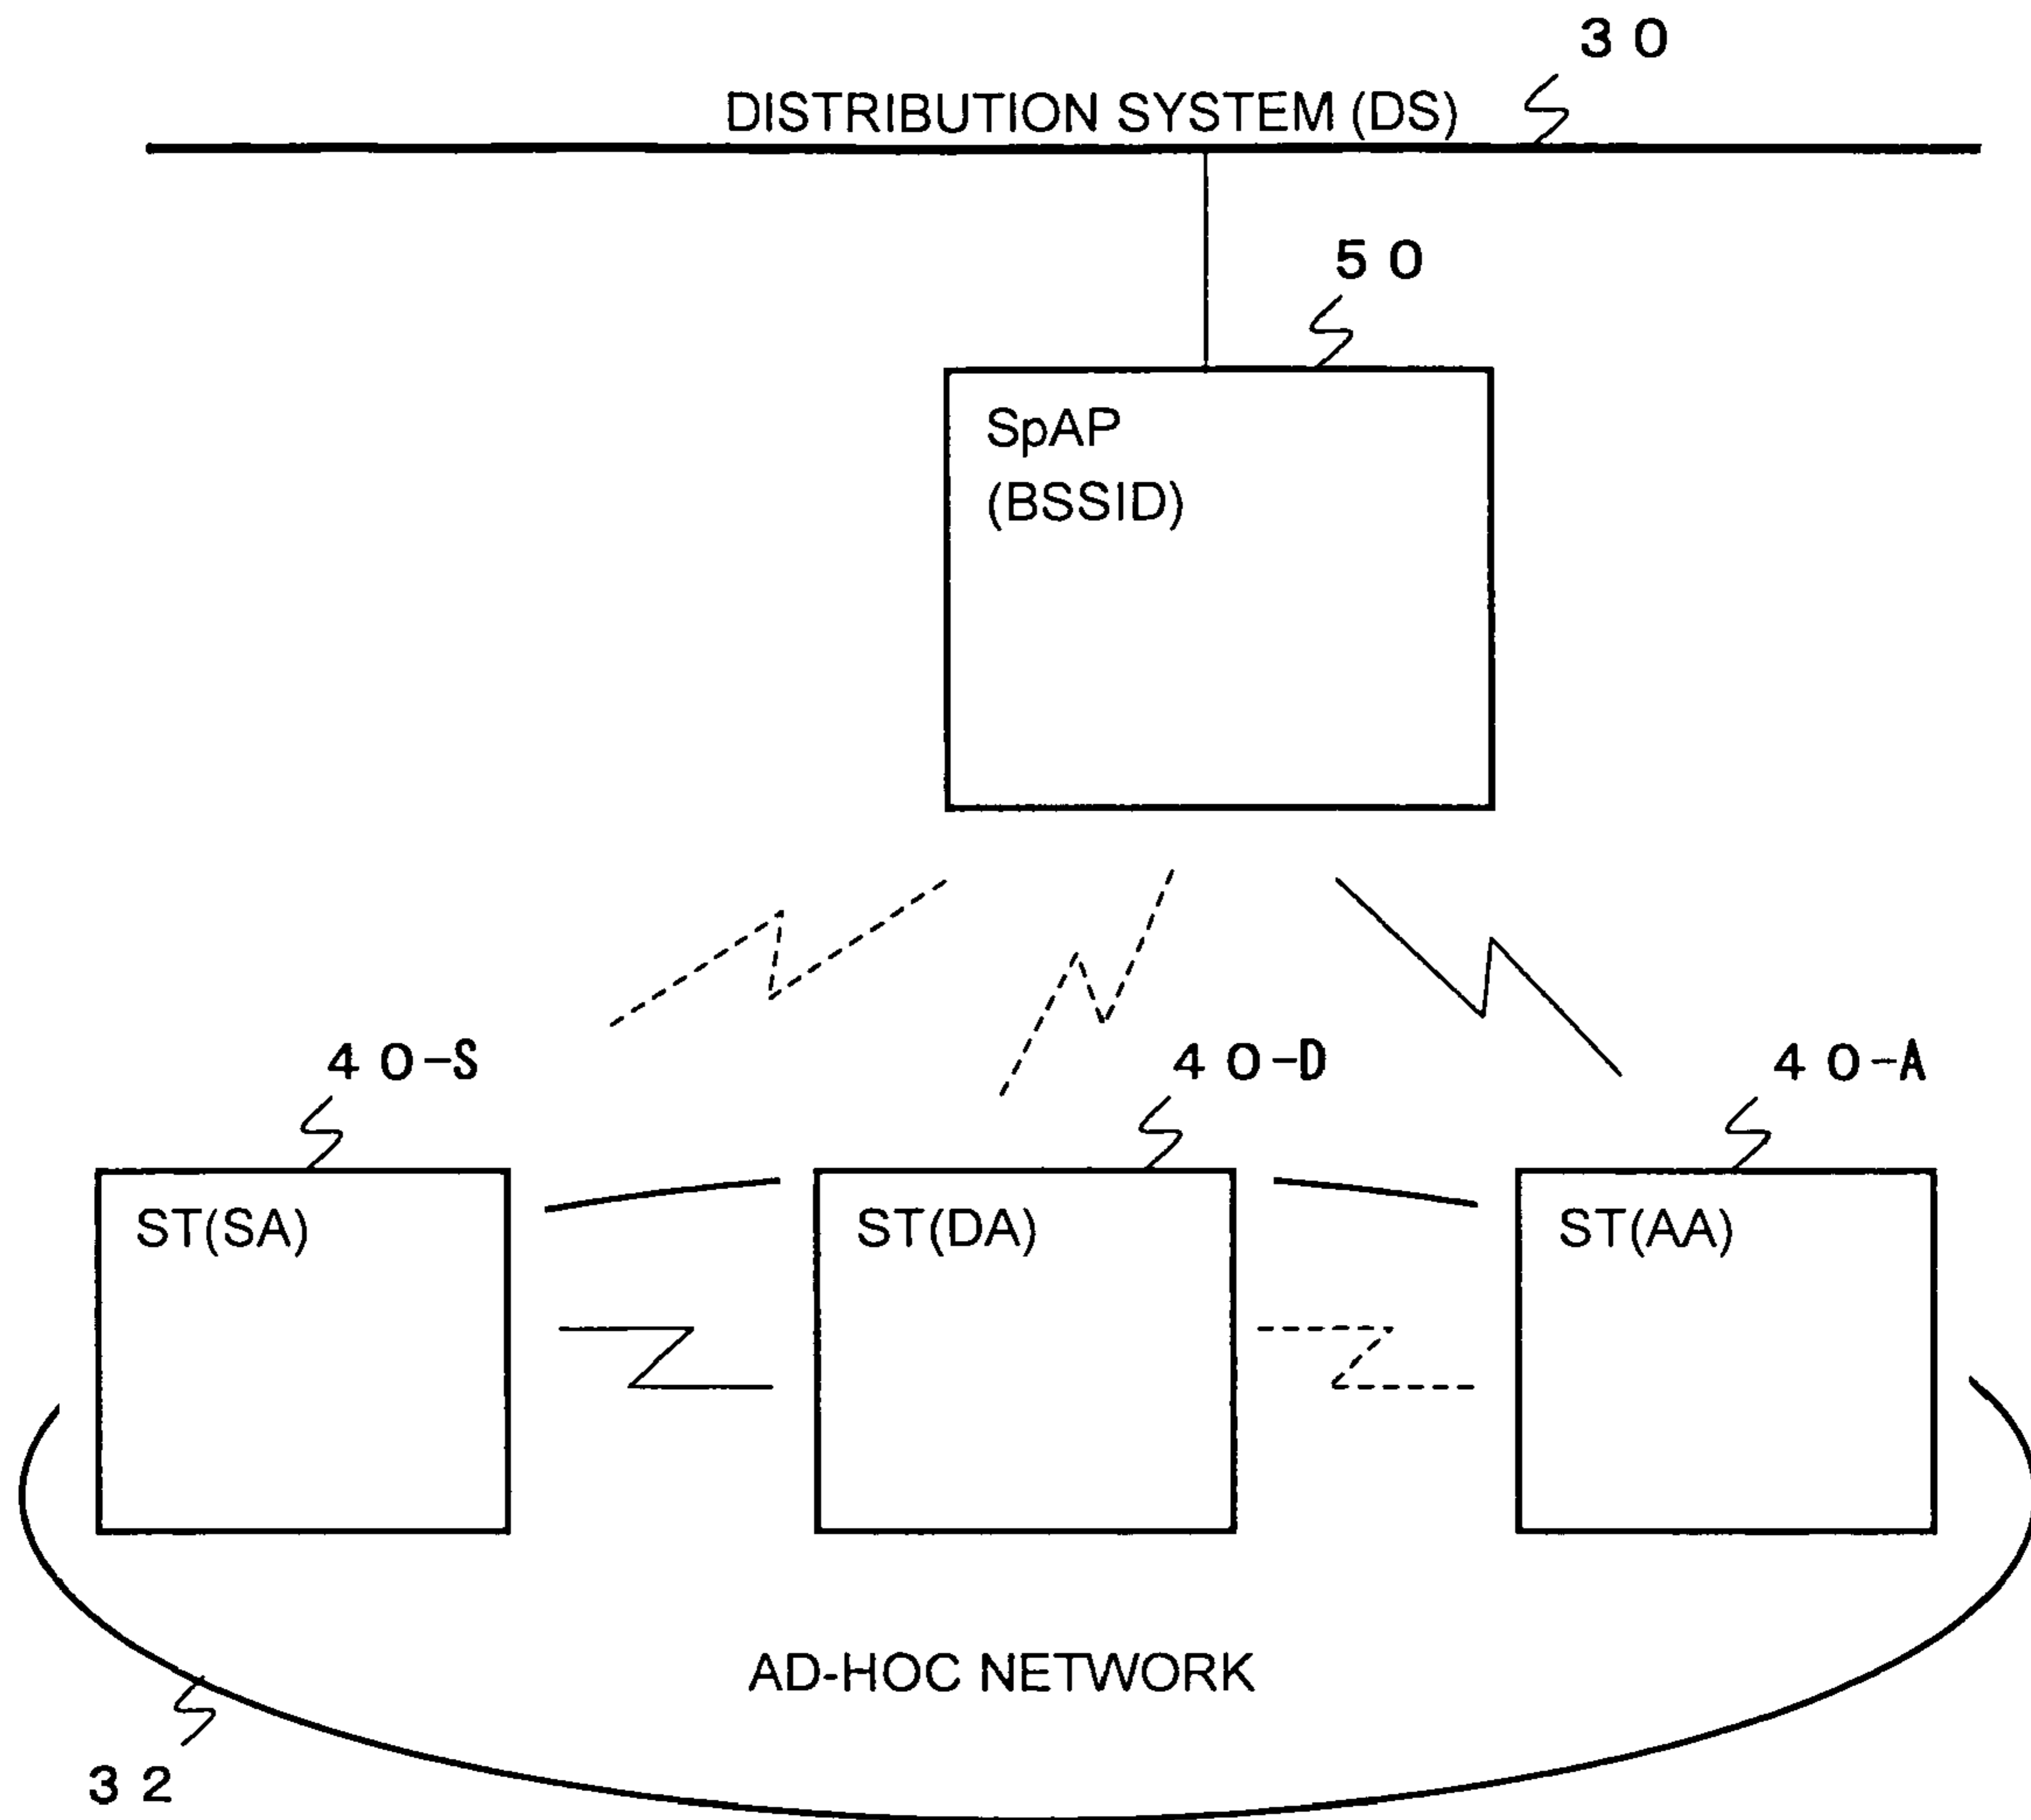 30
DISTRIBUTION SYSTEM (DS)
50
SpAP
(BSSID)
40-S
40-D
40-A
ST(SA)
ST(DA)
ST(AA)
AD-HOC NETWORK
32